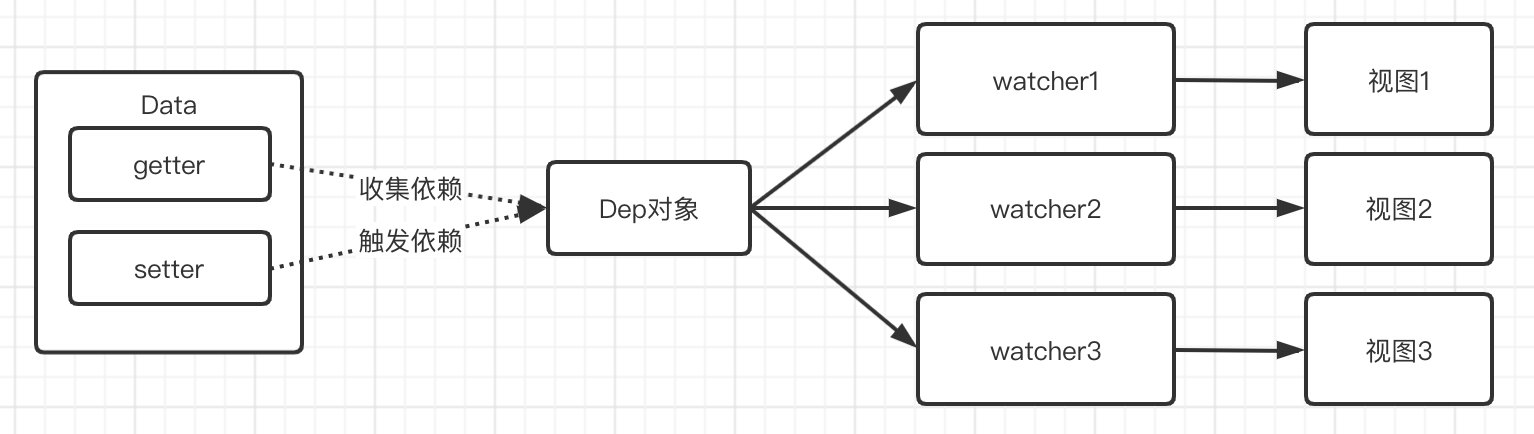 Data
getter
setter
收集依赖
触发依赖
Dep对象
watcher1
视图1
watcher2
视图2
watcher3
视图3